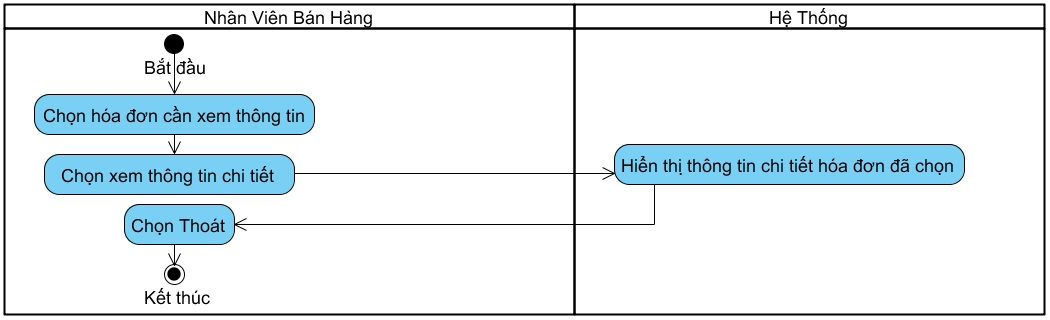 Nhân Viên Bán Hàng
Hệ Thống
Bắt đầu
Chọn hóa đơn cần xem thông tin
Chọn xem thông tin chi tiết
Hiển thị thông tin chi tiết hóa đơn đã chọn
Chọn Thoát
Kết thúc